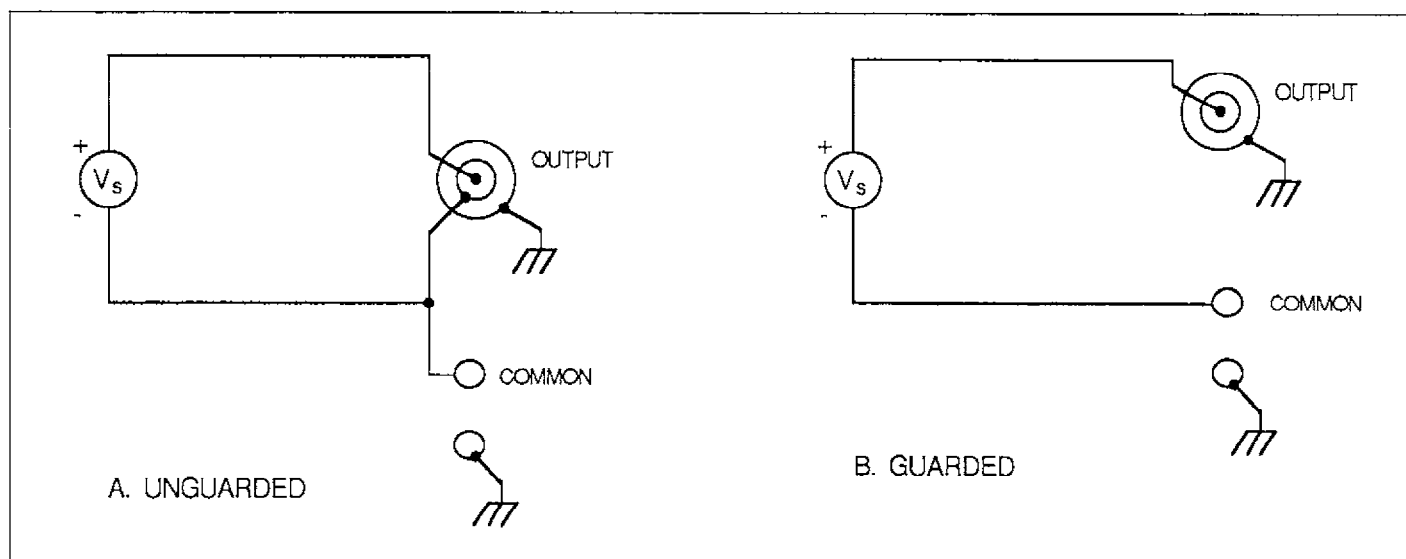 +
Vs
-
OUTPUT
COMMON
A. UNGUARDED
+
Vs
-
OUTPUT
COMMON
B. GUARDED